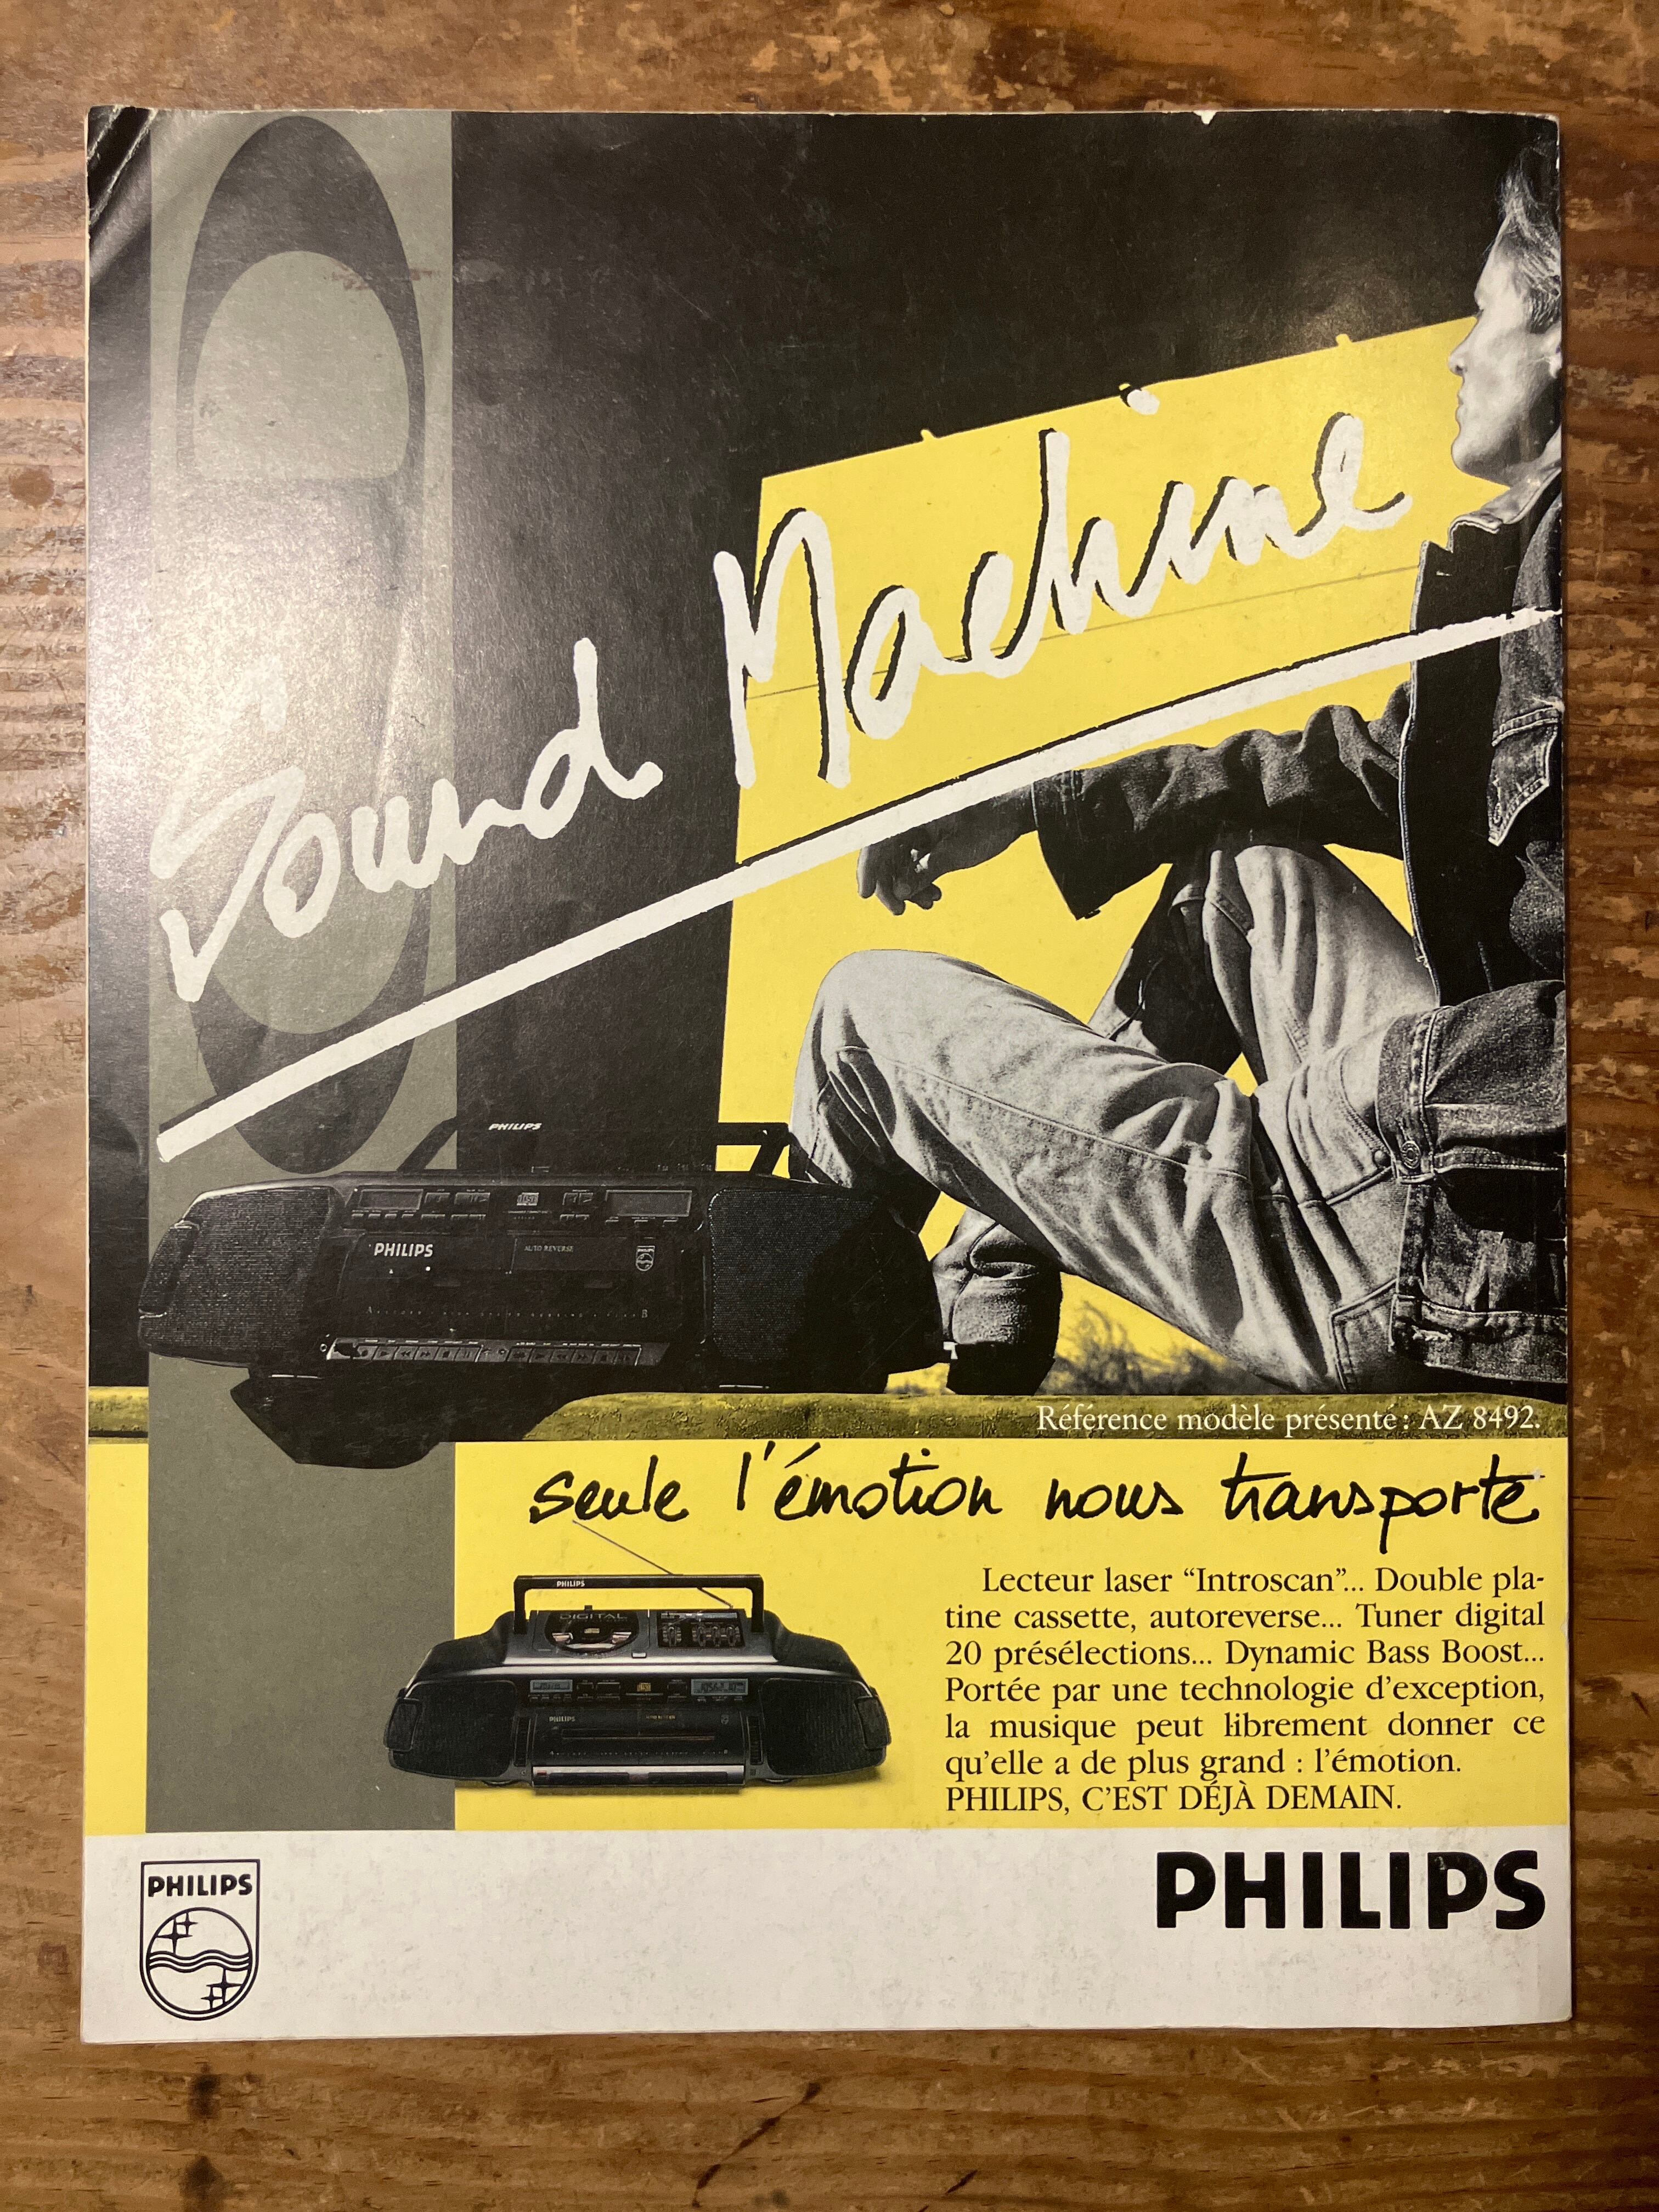 Sound Machine
PHILIPS
PHILIPS
AUTO REVERSE
Référence modèle présenté : AZ 8492.
seule l'émotion nous transporte
PHILIPS
DIGITAL
PHILIPS
Lecteur laser “Introscan”... Double pla-
tine cassette, autoreverse... Tuner digital
20 présélections... Dynamic Bass Boost...
Portée par une technologie d’exception,
la musique peut librement donner ce
qu’elle a de plus grand : l’émotion.
PHILIPS, C’EST DÉJÀ DEMAIN.
PHILIPS
PHILIPS